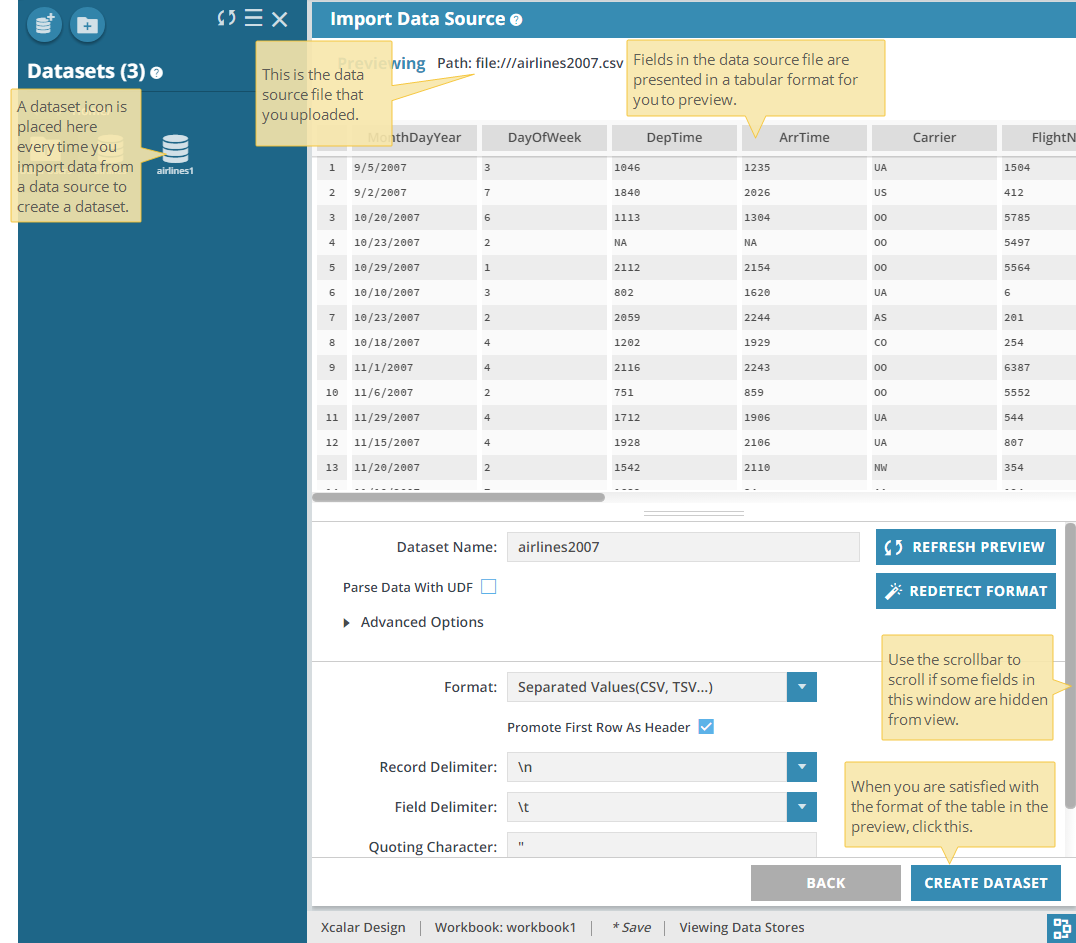 Import Data Source ?
Datasets (3) ?
Previewing Path: file:///airlines2007.csv
This is the data
source file that
you uploaded.
Fields in the data source file are
presented in a tabular format for
you to preview.
A dataset icon is
placed here
every time you
import data from
a data source to
create a dataset.
airlines1
MonthDayYear DayOfWeek DepTime ArrTime Carrier FlightN
1 9/5/2007 3 1046 1235 UA 1504
2 9/2/2007 7 1840 2026 US 412
3 10/20/2007 6 1113 1304 OO 5785
4 10/23/2007 2 NA NA OO 5497
5 10/29/2007 1 2112 2154 OO 5564
6 10/10/2007 3 802 1620 UA 6
7 10/23/2007 2 2059 2244 AS 201
8 10/18/2007 4 1202 1929 CO 254
9 11/1/2007 4 2116 2243 OO 6387
10 11/6/2007 2 751 859 OO 5552
11 11/29/2007 4 1712 1906 UA 544
12 11/15/2007 4 1928 2106 UA 807
13 11/20/2007 2 1542 2110 NW 354
Dataset Name: airlines2007
REFRESH PREVIEW
Parse Data With UDF
REDETECT FORMAT
Advanced Options
Use the scrollbar to
scroll if some fields in
this window are hidden
from view.
Format: Separated Values(CSV, TSV...)
Promote First Row As Header
Record Delimiter: \n
Field Delimiter: \t
Quoting Character: "
When you are satisfied with
the format of the table in the
preview, click this.
BACK
CREATE DATASET
Xcalar Design | Workbook: workbook1 | * Save | Viewing Data Stores